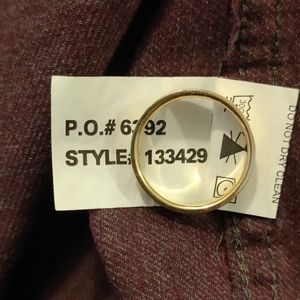 P.O.# 6392
STYLE# 133429
DO NOT DRY CLEAN